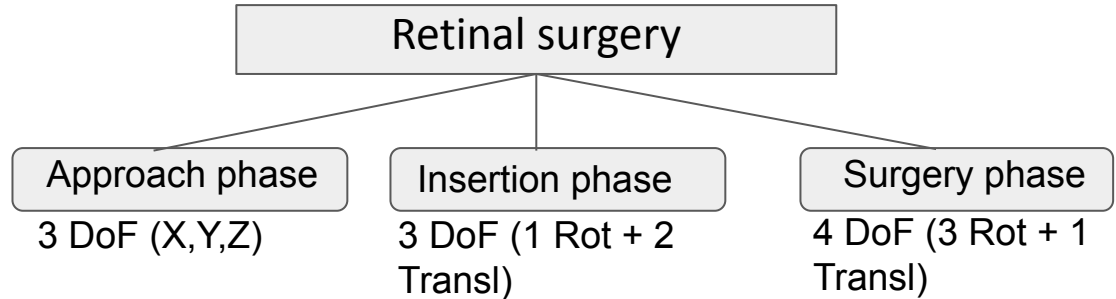 Retinal surgery
Approach phase
3 DoF (X,Y,Z)
Insertion phase
3 DoF (1 Rot + 2
Transl)
Surgery phase
4 DoF (3 Rot + 1
Transl)